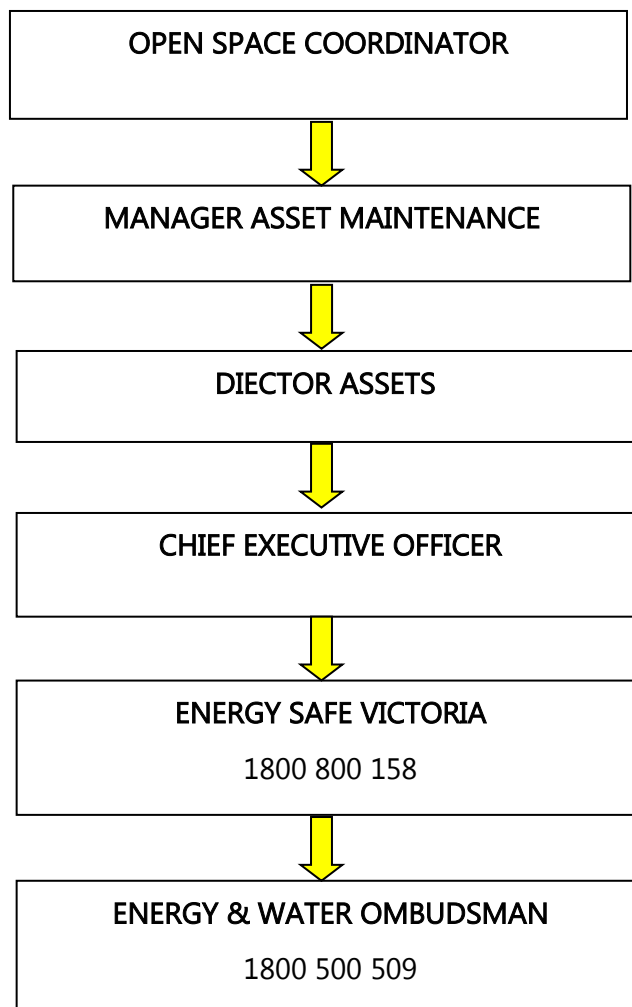 OPEN SPACE COORDINATOR
MANAGER ASSET MAINTENANCE
DIECTOR ASSETS
CHIEF EXECUTIVE OFFICER
ENERGY SAFE VICTORIA
1800 800 158
ENERGY & WATER OMBUDSMAN
1800 500 509